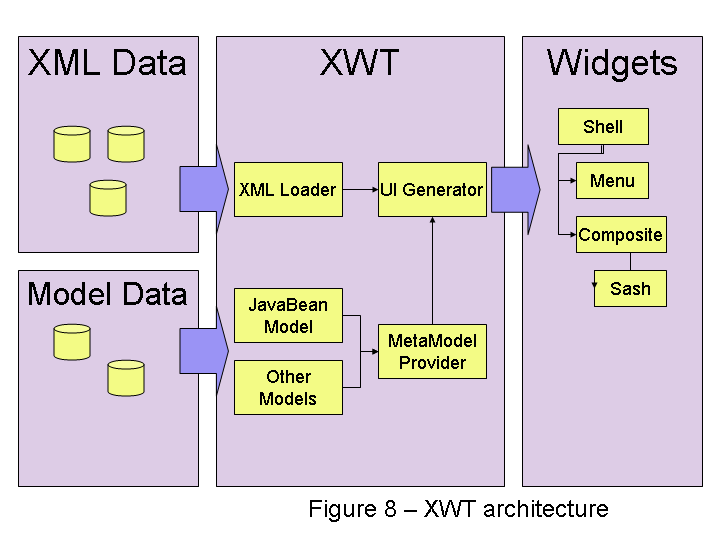 XML Data
XWT
Widgets
Shell
XML Loader
UI Generator
Menu
Composite
Model Data
Sash
JavaBean
Model
MetaModel
Provider
Other
Models
Figure 8 – XWT architecture